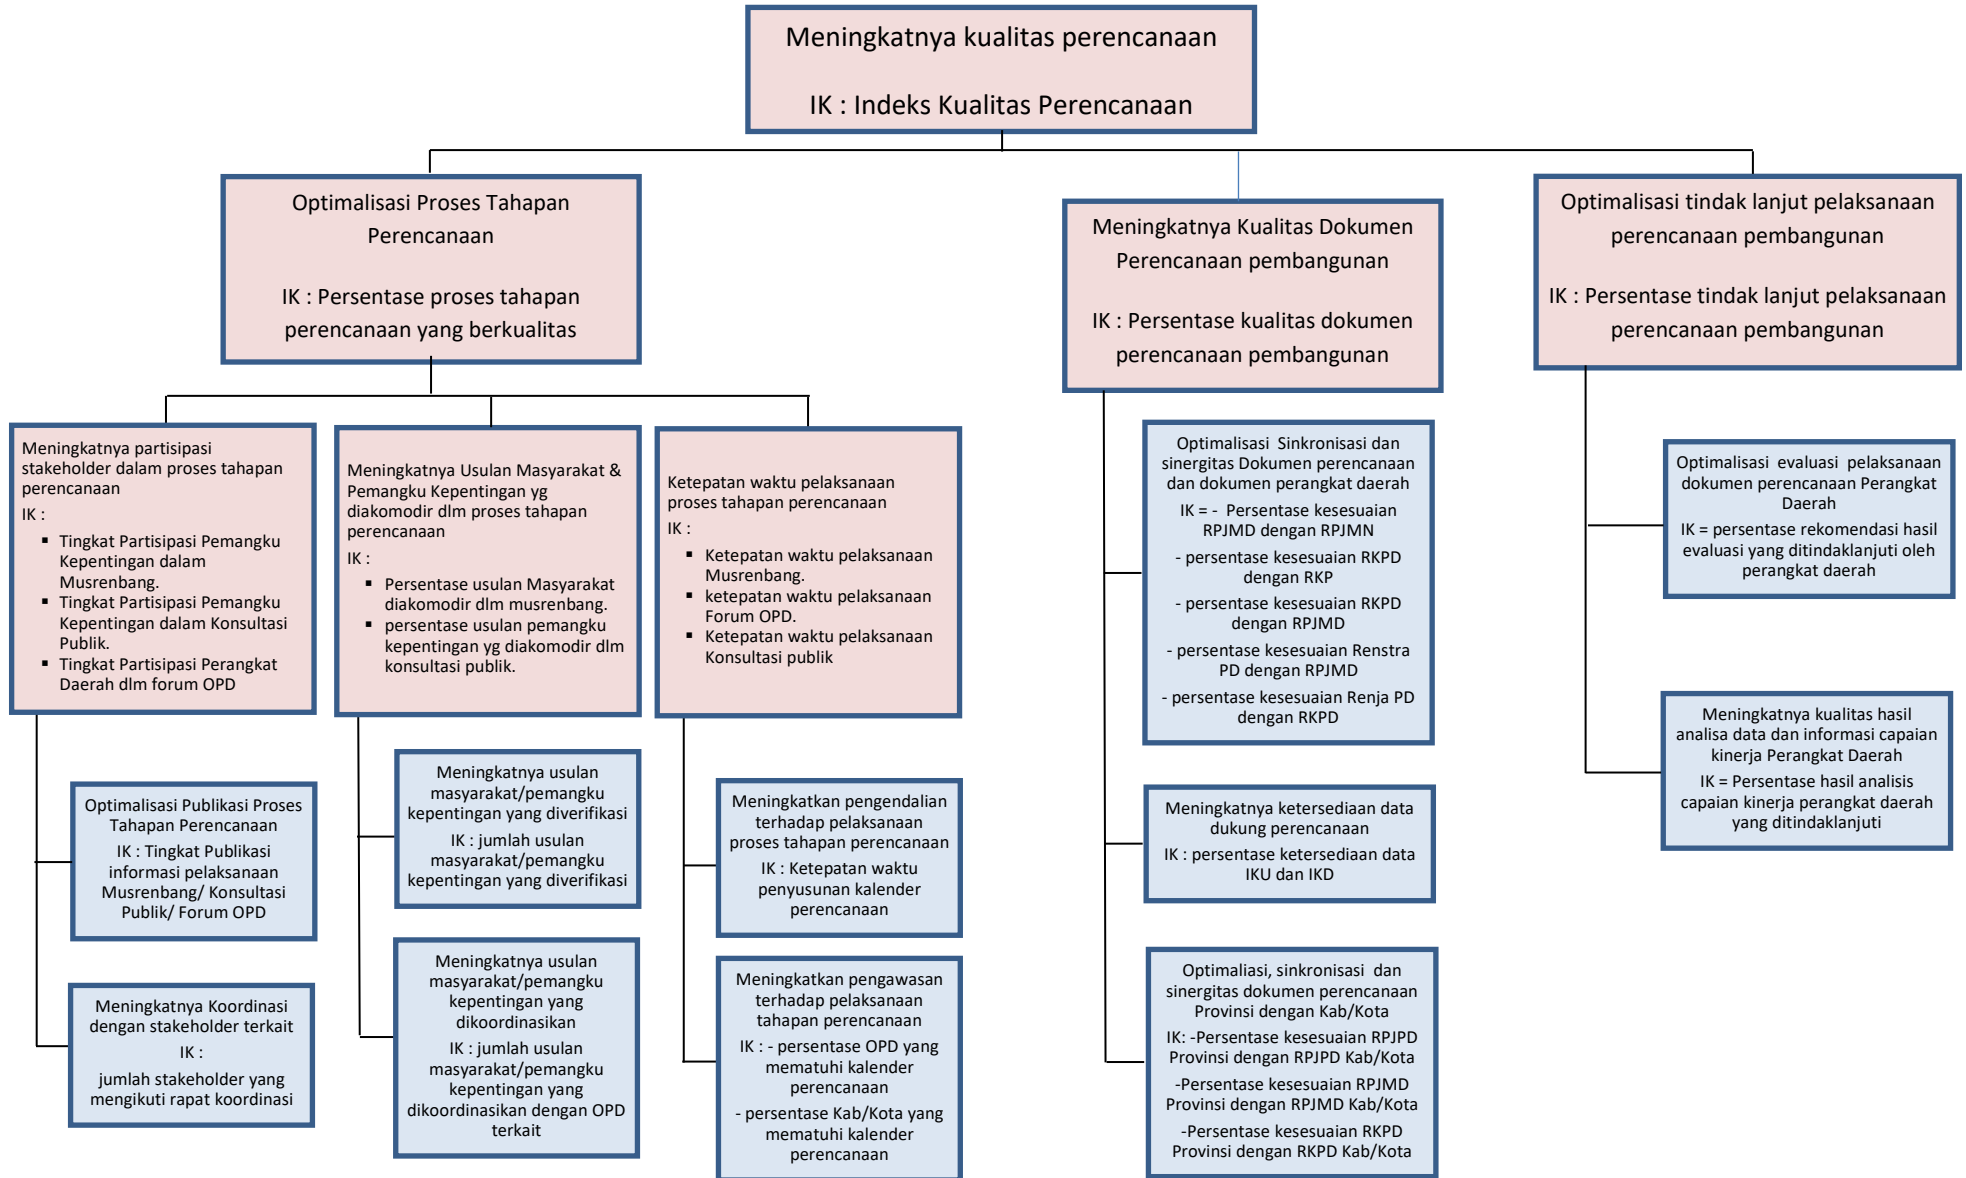 Meningkatnya kualitas perencanaan
IK : Indeks Kualitas Perencanaan
Optimalisasi Proses Tahapan
Perencanaan
IK : Persentase proses tahapan
perencanaan yang berkualitas
Meningkatnya Kualitas Dokumen
Perencanaan pembangunan
IK : Persentase kualitas dokumen
perencanaan pembangunan
Optimalisasi tindak lanjut pelaksanaan
perencanaan pembangunan
IK : Persentase tindak lanjut pelaksanaan
perencanaan pembangunan
Meningkatnya partisipasi
stakeholder dalam proses tahapan
perencanaan
IK :
▪ Tingkat Partisipasi Pemangku
Kepentingan dalam
Musrenbang.
▪ Tingkat Partisipasi Pemangku
Kepentingan dalam Konsultasi
Publik.
▪ Tingkat Partisipasi Perangkat
Daerah dlm forum OPD
Meningkatnya Usulan Masyarakat &
Pemangku Kepentingan yg
diakomodir dlm proses tahapan
perencanaan
IK :
▪ Persentase usulan Masyarakat
diakomodir dlm musrenbang.
▪ persentase usulan pemangku
kepentingan yg diakomodir dlm
konsultasi publik.
Ketepatan waktu pelaksanaan
proses tahapan perencanaan
IK :
▪ Ketepatan waktu pelaksanaan
Musrenbang.
▪ ketepatan waktu pelaksanaan
Forum OPD.
▪ Ketepatan waktu pelaksanaan
Konsultasi publik
Optimalisasi Publikasi Proses
Tahapan Perencanaan
IK : Tingkat Publikasi
informasi pelaksanaan
Musrenbang/ Konsultasi
Publik/ Forum OPD
Meningkatnya Koordinasi
dengan stakeholder terkait
IK :
jumlah stakeholder yang
mengikuti rapat koordinasi
Meningkatnya usulan
masyarakat/pemangku
kepentingan yang diverifikasi
IK : jumlah usulan
masyarakat/pemangku
kepentingan yang diverifikasi
Meningkatnya usulan
masyarakat/pemangku
kepentingan yang
dikoordinasikan
IK : jumlah usulan
masyarakat/pemangku
kepentingan yang
dikoordinasikan dengan OPD
terkait
Meningkatkan pengendalian
terhadap pelaksanaan
proses tahapan perencanaan
IK : Ketepatan waktu
penyusunan kalender
perencanaan
Meningkatkan pengawasan
terhadap pelaksanaan
tahapan perencanaan
IK : - persentase OPD yang
mematuhi kalender
perencanaan
- persentase Kab/Kota yang
mematuhi kalender
perencanaan
Optimalisasi Sinkronisasi dan
sinergitas Dokumen perencanaan
dan dokumen perangkat daerah
IK = - Persentase kesesuaian
RPJMD dengan RPJMN
- persentase kesesuaian RKPD
dengan RKP
- persentase kesesuaian RKPD
dengan RPJMD
- persentase kesesuaian Renstra
PD dengan RPJMD
- persentase kesesuaian Renja PD
dengan RKPD
Meningkatnya ketersediaan data
dukung perencanaan
IK : persentase ketersediaan data
IKU dan IKD
Optimaliasi, sinkronisasi dan
sinergitas dokumen perencanaan
Provinsi dengan Kab/Kota
IK: -Persentase kesesuaian RPJPD
Provinsi dengan RPJPD Kab/Kota
-Persentase kesesuaian RPJMD
Provinsi dengan RPJMD Kab/Kota
-Persentase kesesuaian RKPD
Provinsi dengan RKPD Kab/Kota
Optimalisasi evaluasi pelaksanaan
dokumen perencanaan Perangkat
Daerah
IK = persentase rekomendasi hasil
evaluasi yang ditindaklanjuti oleh
perangkat daerah
Meningkatnya kualitas hasil
analisa data dan informasi capaian
kinerja Perangkat Daerah
IK = Persentase hasil analisis
capaian kinerja perangkat daerah
yang ditindaklanjuti